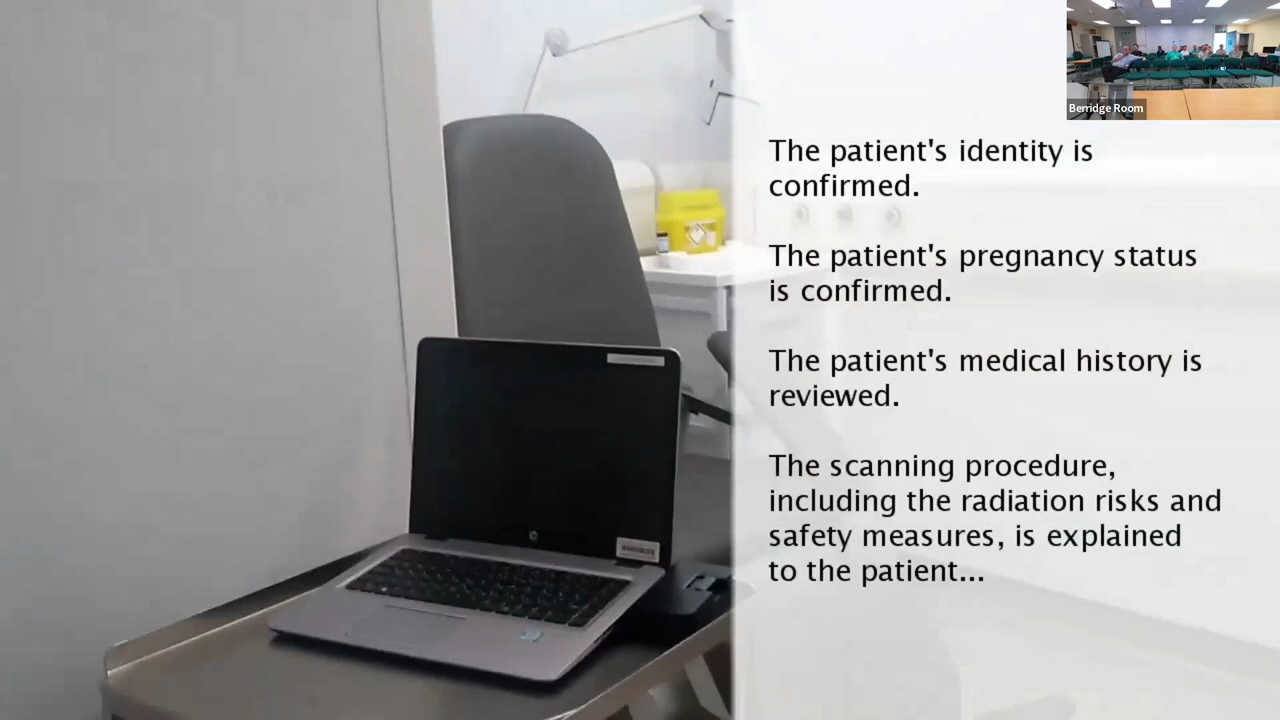 Berridge Room
The patient's identity is
confirmed.
The patient's pregnancy status
is confirmed.
The patient's medical history is
reviewed.
The scanning procedure,
including the radiation risks and
safety measures, is explained
to the patient...
hp